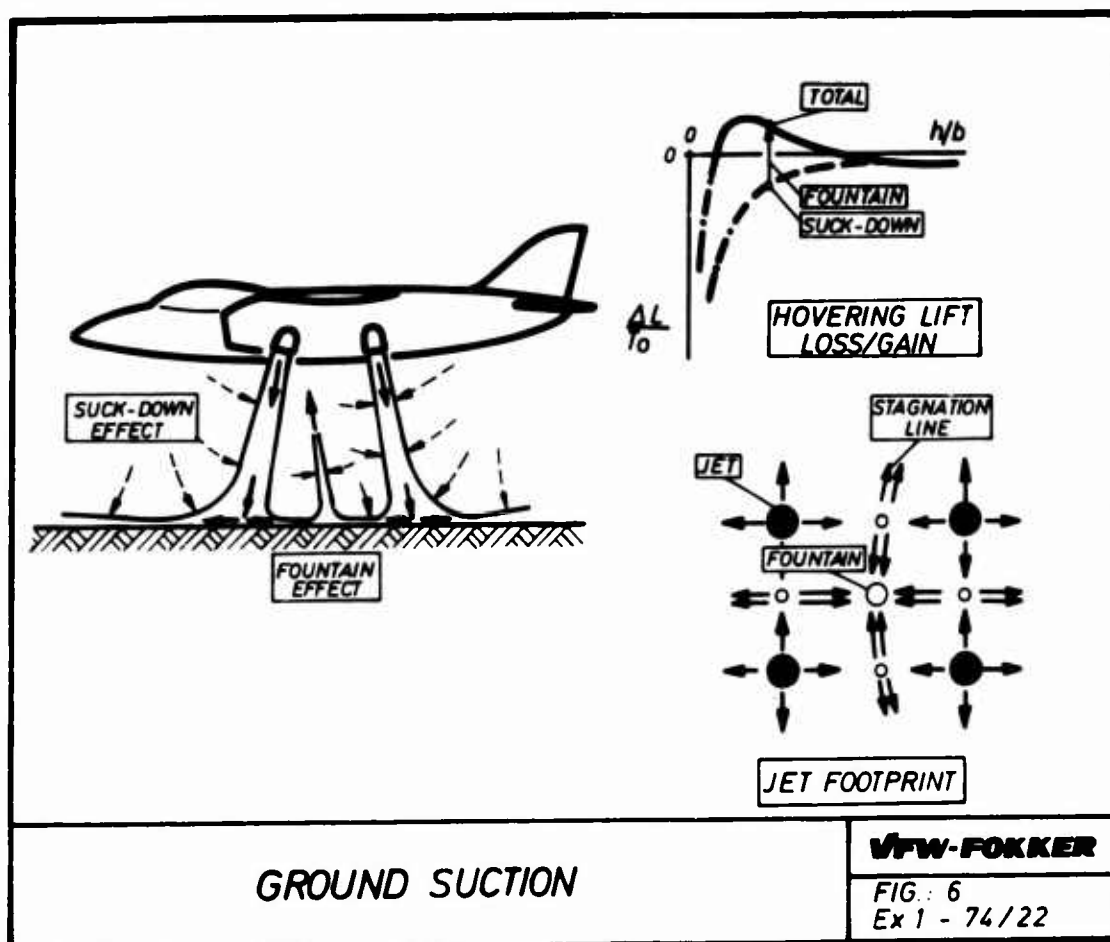 TOTAL
0
h/b
0
FOUNTAIN
SUCK-DOWN
ΔL
To
HOVERING LIFT
LOSS/GAIN
SUCK-DOWN
EFFECT
FOUNTAIN
EFFECT
STAGNATION
LINE
JET
FOUNTAIN
JET FOOTPRINT
GROUND SUCTION
VFW-FOKKER
FIG.: 6
Ex 1 - 74/22